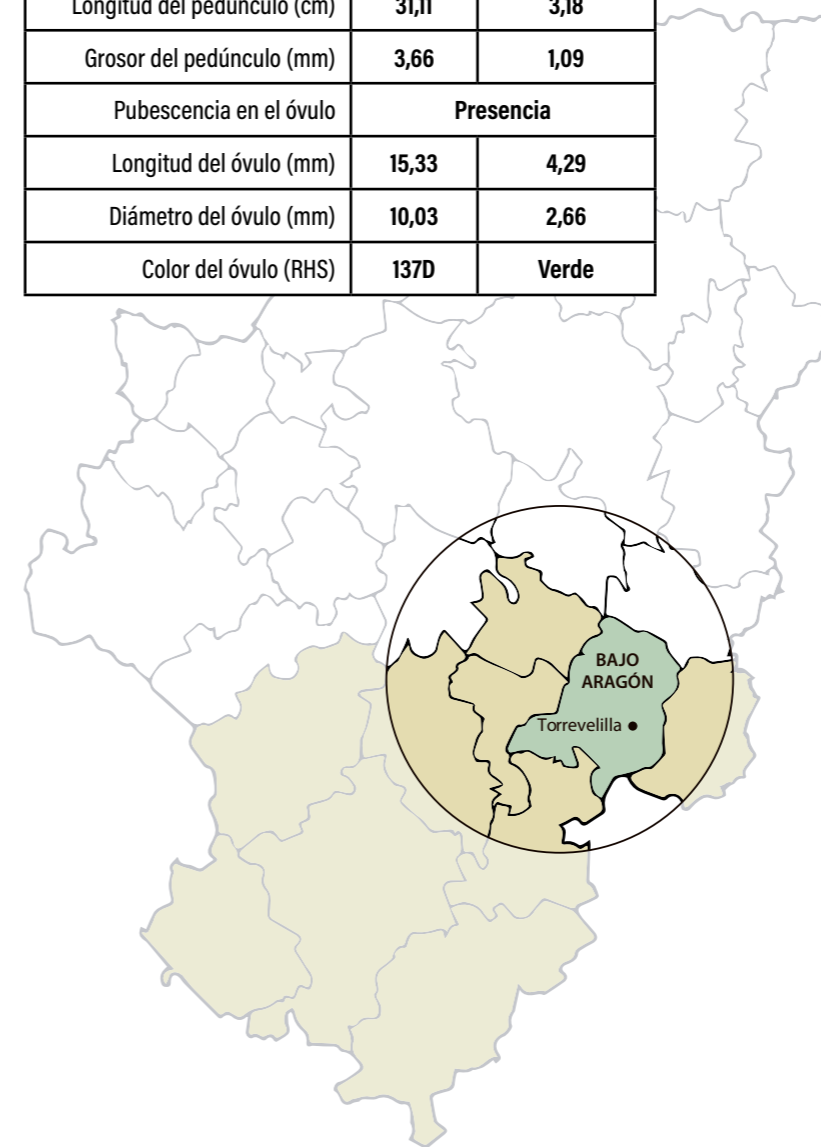 Longitud del pedúnculo (cm) 31,11 3,18
Grosor del pedúnculo (mm) 3,66 1,09
Pubescencia en el óvulo Presencia
Longitud del óvulo (mm) 15,33 4,29
Diámetro del óvulo (mm) 10,03 2,66
Color del óvulo (RHS) 137D Verde
BAJO
ARAGÓN
Torrevelilla